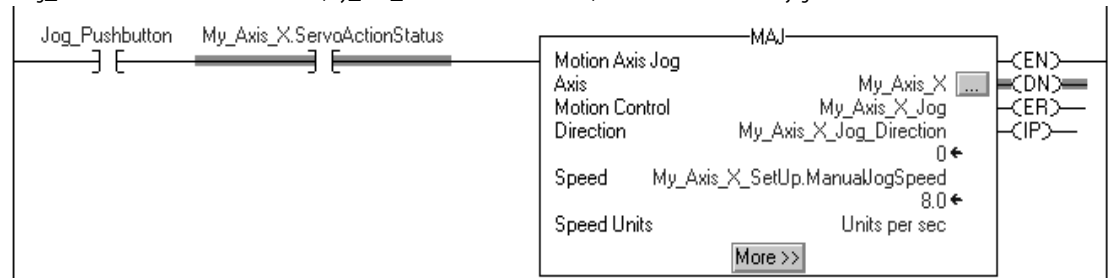 Jog_Pushbutton My_Axis_X.ServoActionStatus
MAJ
Motion Axis Jog
Axis My_Axis_X ...
Motion Control My_Axis_X_Jog
Direction My_Axis_X_Jog_Direction
0
Speed My_Axis_X_SetUp.ManualJogSpeed
8.0
Speed Units Units per sec
More >>
EN
DN
ER
IP